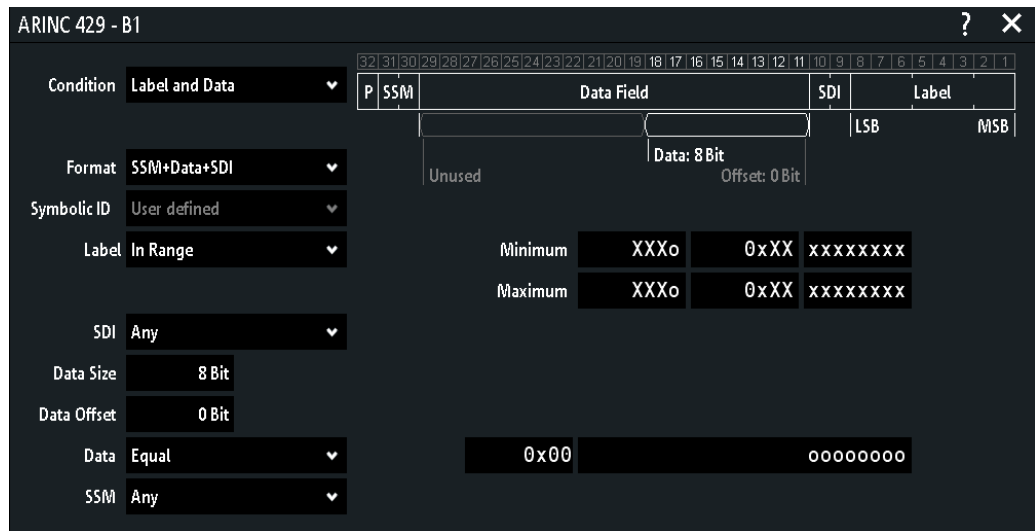 ARINC 429 - B1 ? ×
32 31 30 29 28 27 26 25 24 23 22 21 20 19 18 17 16 15 14 13 12 11 10 9 8 7 6 5 4 3 2 1
Condition Label and Data P SSM Data Field SDI Label
LSB MSB
Data: 8 Bit
Format SSM+Data+SDI Unused Offset: 0 Bit
Symbolic ID User defined
Label In Range Minimum XXXo 0xXX xxxxxxxx
Maximum XXXo 0xXX xxxxxxxx
SDI Any
Data Size 8 Bit
Data Offset 0 Bit
Data Equal 0x00 oooooooo
SSM Any